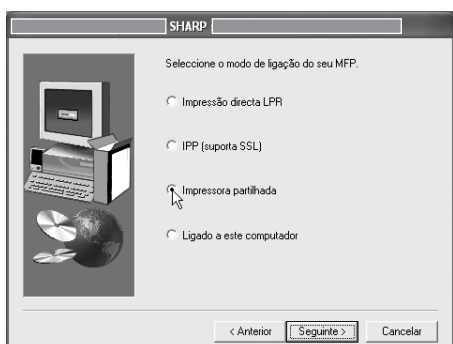 SHARP
Seleccione o modo de ligação do seu MFP.
Impressão directa LPR
IPP (suporta SSL)
Impressora partilhada
Ligado a este computador
< Anterior
Seguinte >
Cancelar